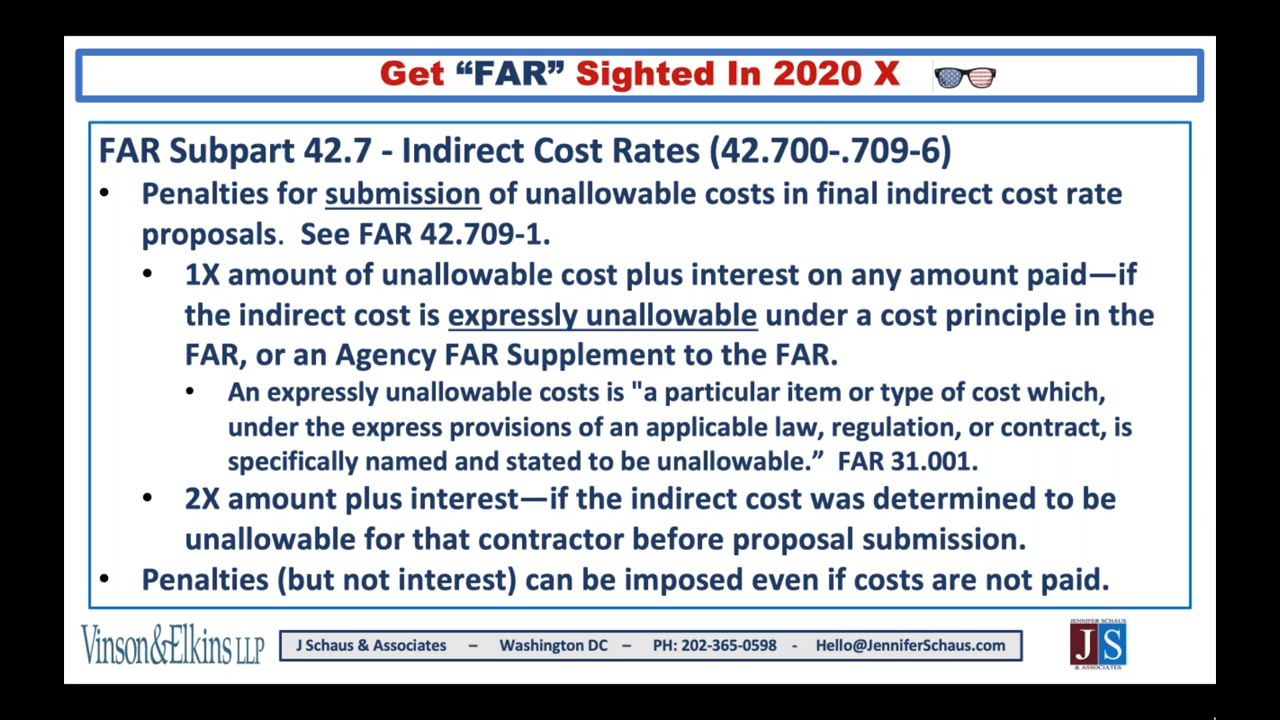 Get “FAR” Sighted In 2020 X
FAR Subpart 42.7 - Indirect Cost Rates (42.700-.709-6)
• Penalties for submission of unallowable costs in final indirect cost rate
proposals. See FAR 42.709-1.
• 1X amount of unallowable cost plus interest on any amount paid—if
the indirect cost is expressly unallowable under a cost principle in the
FAR, or an Agency FAR Supplement to the FAR.
• An expressly unallowable costs is "a particular item or type of cost which,
under the express provisions of an applicable law, regulation, or contract, is
specifically named and stated to be unallowable.” FAR 31.001.
• 2X amount plus interest—if the indirect cost was determined to be
unallowable for that contractor before proposal submission.
• Penalties (but not interest) can be imposed even if costs are not paid.
Vinson&Elkins LLP
J Schaus & Associates – Washington DC – PH: 202-365-0598 - Hello@JenniferSchaus.com
JENNIFER SCHAUS
JS
& ASSOCIATES